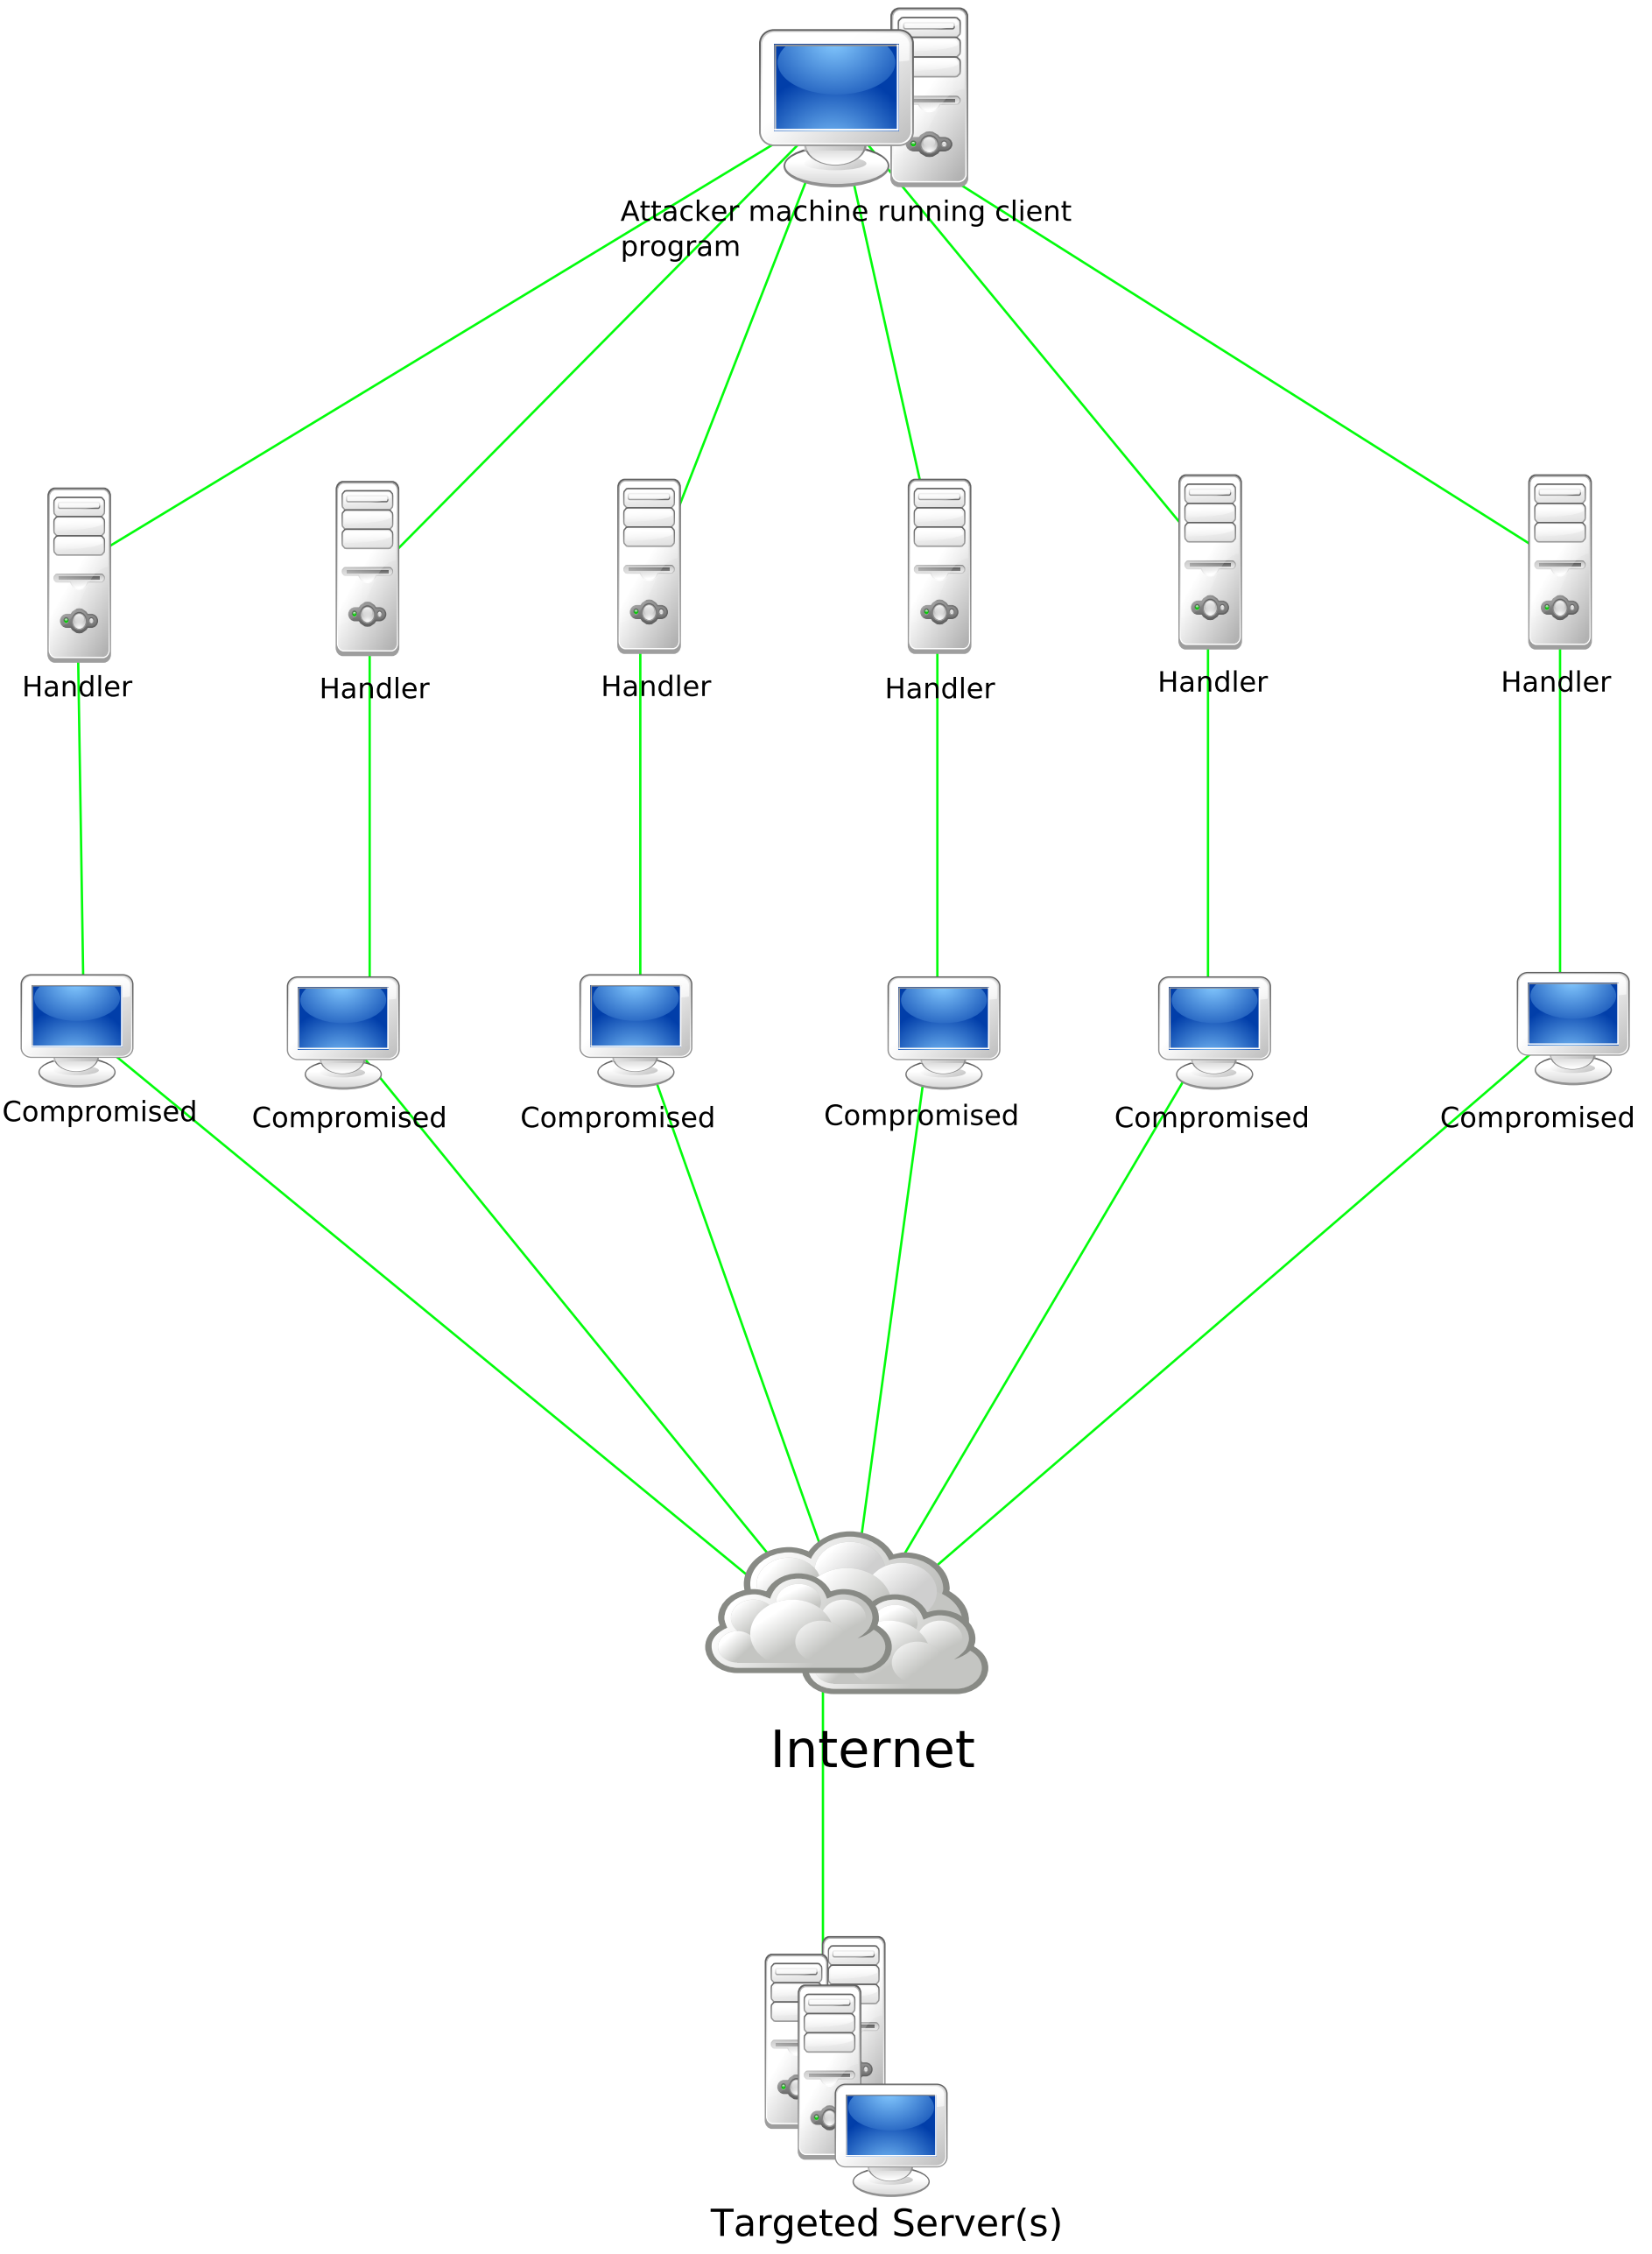 Attacker machine running client
program
Handler
Handler
Handler
Handler
Handler
Handler
Compromised
Compromised
Compromised
Compromised
Compromised
Compromised
Internet
Targeted Server(s)